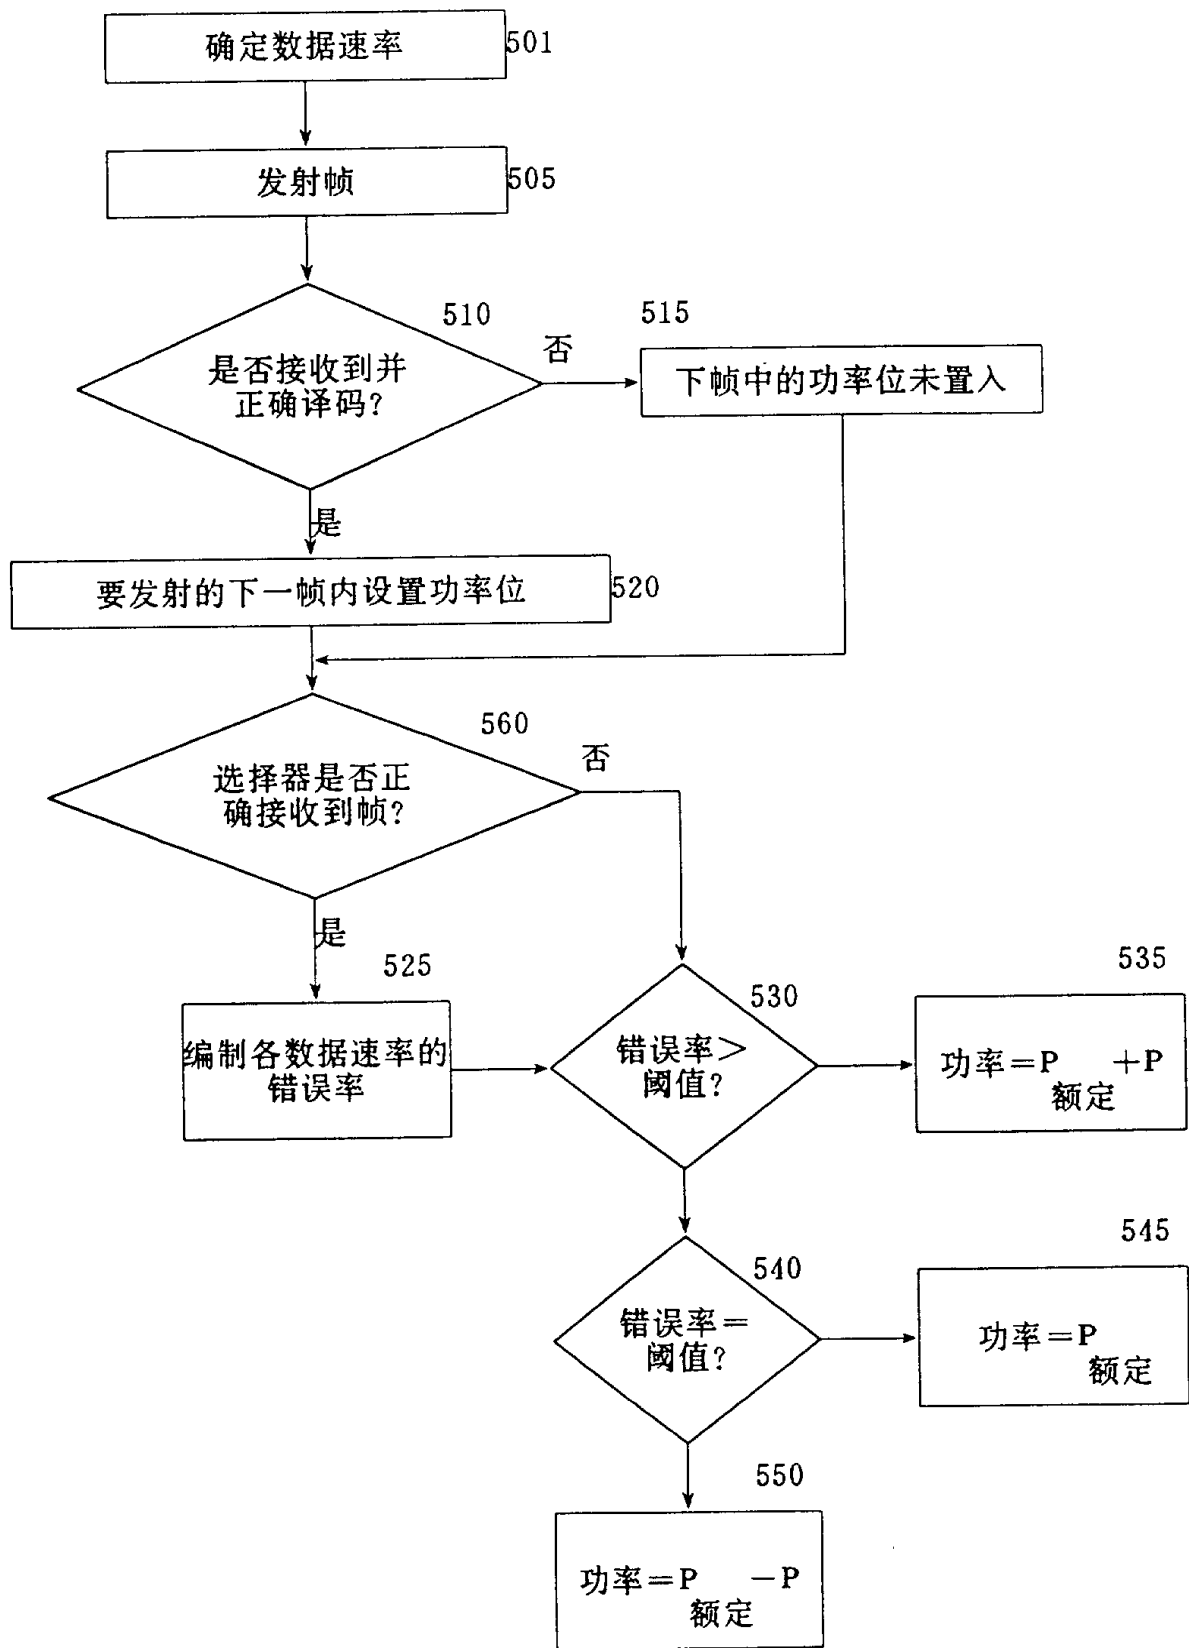 确定数据速率
501
发射帧
505
510
是否接收到并
正确译码?
否
515
下帧中的功率位未置入
是
要发射的下一帧内设置功率位
520
560
选择器是否正
确接收到帧?
否
是
525
编制各数据速率的
错误率
530
错误率>
阈值?
535
功率=P额定+P
540
错误率=
阈值?
545
功率=P额定
550
功率=P额定-P